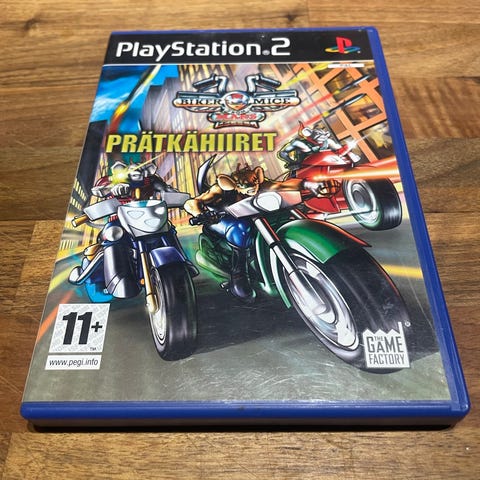 PlayStation®2
BIKER MICE
FROM
MARS
PRÄTKÄHIIRET
11+
www.pegi.info
THE
GAME
FACTORY